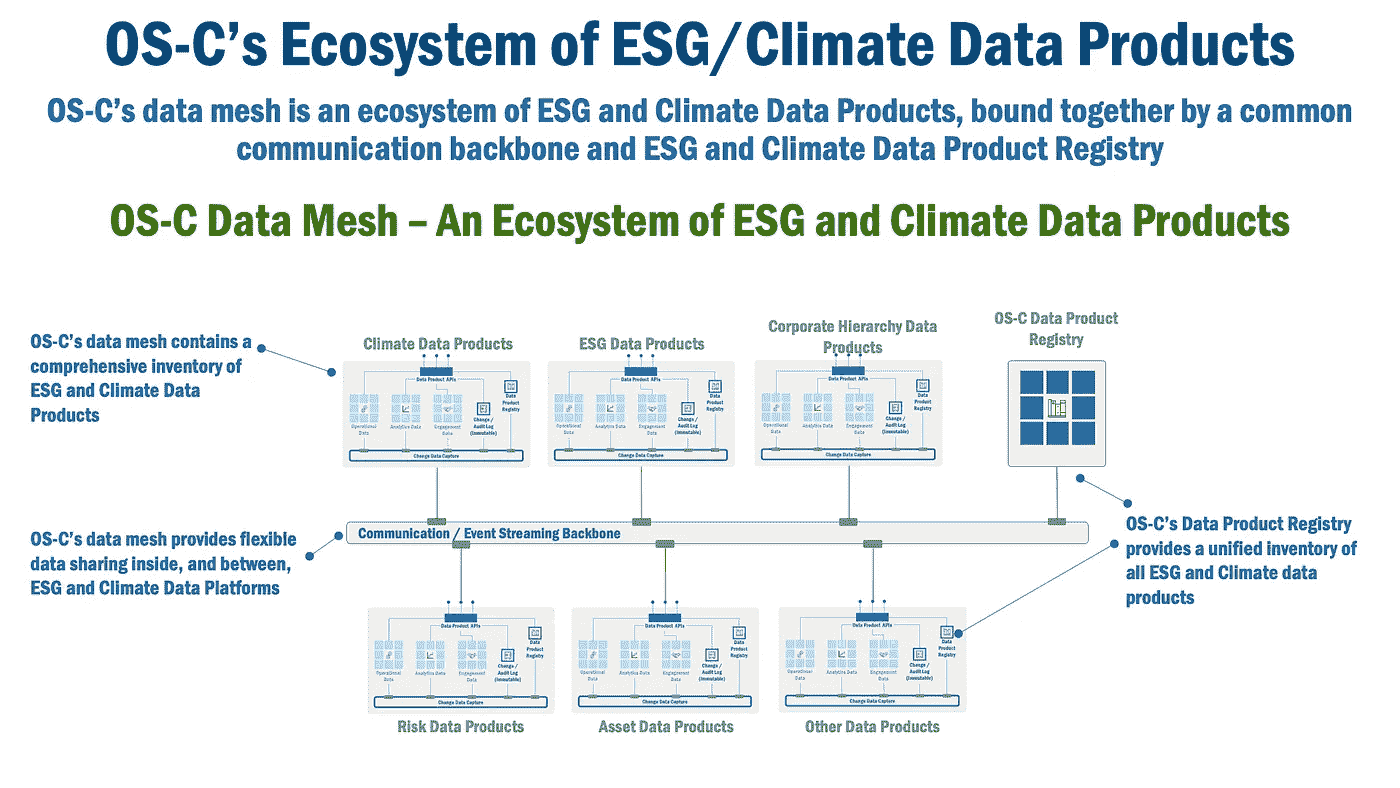 OS-C’s Ecosystem of ESG/Climate Data Products
OS-C’s data mesh is an ecosystem of ESG and Climate Data Products, bound together by a common
communication backbone and ESG and Climate Data Product Registry
OS-C Data Mesh – An Ecosystem of ESG and Climate Data Products
OS-C’s data mesh contains a
comprehensive inventory of
ESG and Climate Data
Products
Climate Data Products
Data Product APIs
Data
Product
Registry
Operational
Data
Analytics Data
Engagement
Data
Change /
Audit Log
(Immutable)
Change Data Capture
ESG Data Products
Data Product APIs
Data
Product
Registry
Operational
Data
Analytics Data
Engagement
Data
Change /
Audit Log
(Immutable)
Change Data Capture
Corporate Hierarchy Data
Products
Data Product APIs
Data
Product
Registry
Operational
Data
Analytics Data
Engagement
Data
Change /
Audit Log
(Immutable)
Change Data Capture
OS-C Data Product
Registry
OS-C’s data mesh provides flexible
data sharing inside, and between,
ESG and Climate Data Platforms
Communication / Event Streaming Backbone
OS-C’s Data Product Registry
provides a unified inventory of
all ESG and Climate data
products
Data Product APIs
Data
Product
Registry
Operational
Data
Analytics Data
Engagement
Data
Change /
Audit Log
(Immutable)
Change Data Capture
Risk Data Products
Data Product APIs
Data
Product
Registry
Operational
Data
Analytics Data
Engagement
Data
Change /
Audit Log
(Immutable)
Change Data Capture
Asset Data Products
Data Product APIs
Data
Product
Registry
Operational
Data
Analytics Data
Engagement
Data
Change /
Audit Log
(Immutable)
Change Data Capture
Other Data Products